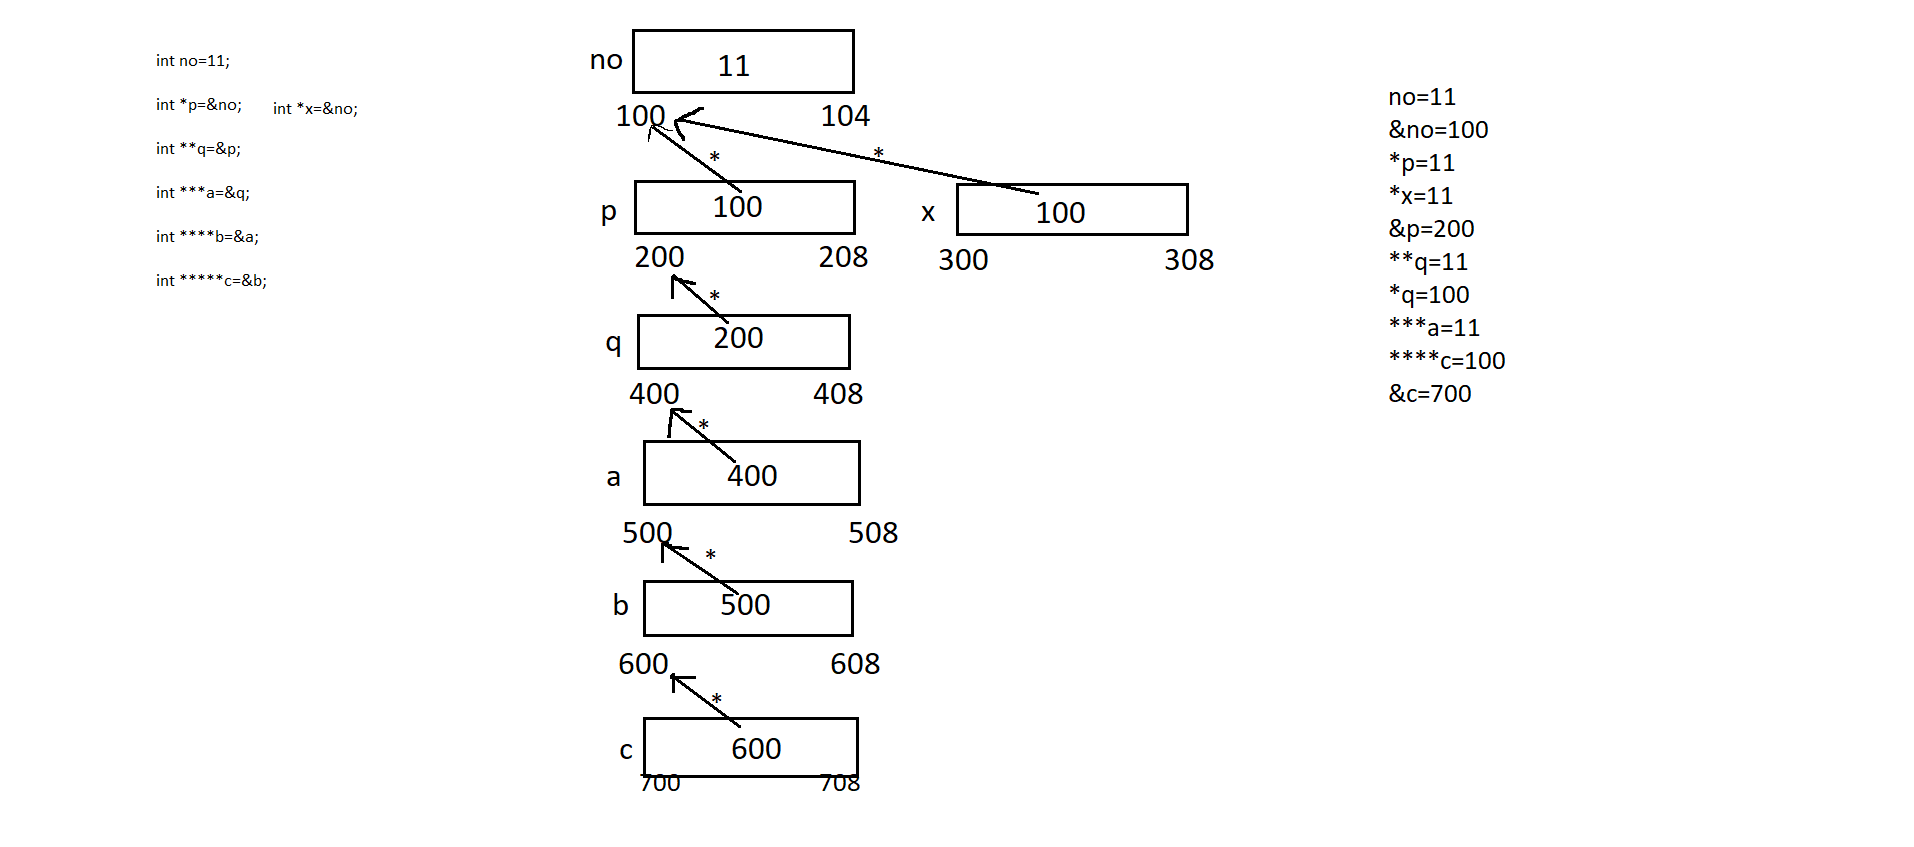 int no=11;
int *p=&no; int *x=&no;
int **q=&p;
int ***a=&q;
int ****b=&a;
int *****c=&b;
no 11
100 104
* *
p 100 x 100
200 208 300 308
*
q 200
400 408
*
a 400
500 508
*
b 500
600 608
*
c 600
700 708
no=11
&no=100
*p=11
*x=11
&p=200
**q=11
*q=100
***a=11
****c=100
&c=700